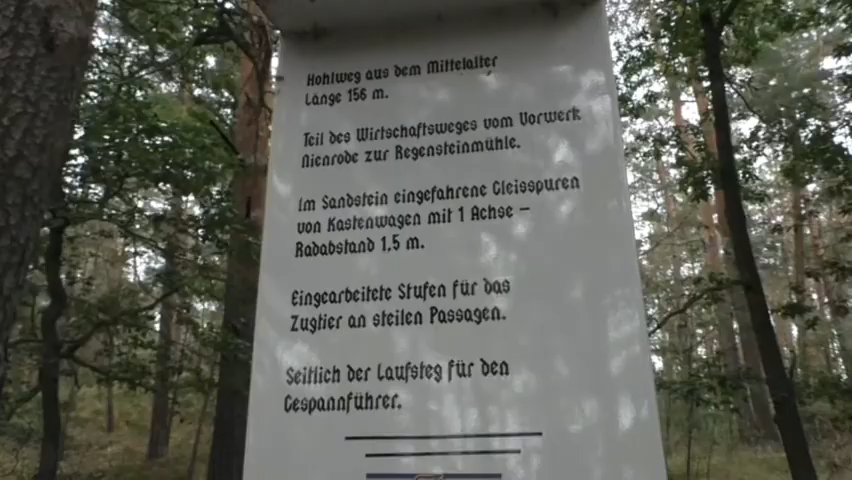 Hohlweg aus dem Mittelalter
Länge 156 m.
Teil des Wirtschaftsweges vom Vorwerk
Nienrode zur Regensteinmühle.
Im Sandstein eingefahrene Gleisspuren
von Kastenwagen mit 1 Achse –
Radabstand 1,5 m.
Eingearbeitete Stufen für das
Zugtier an steilen Passagen.
Seitlich der Laufsteg für den
Gespannführer.